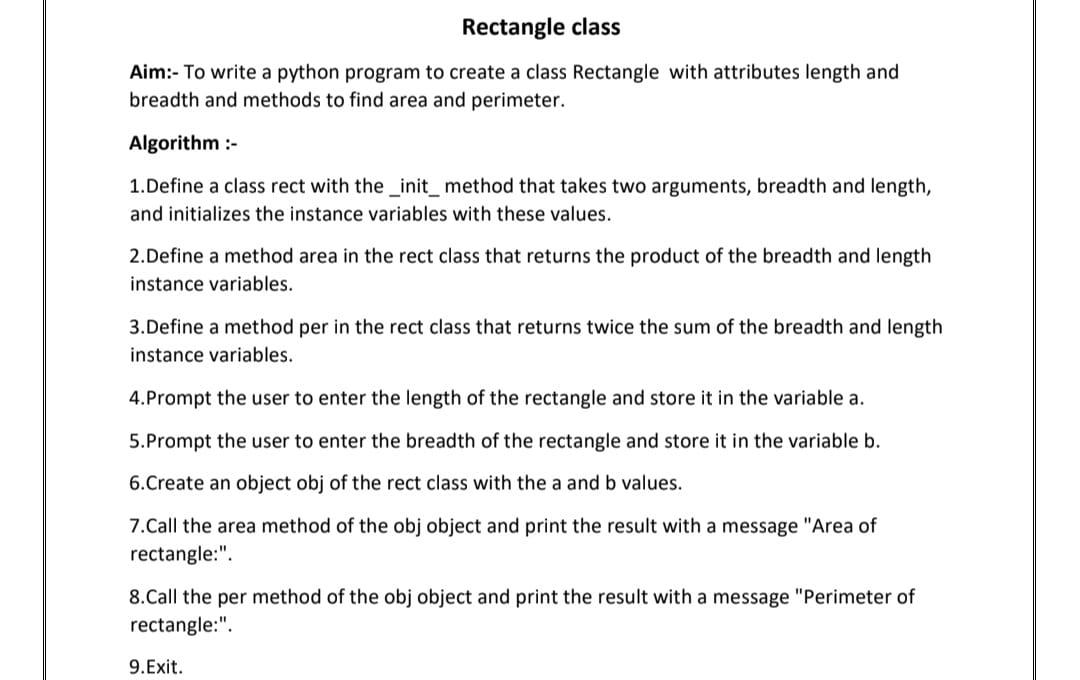 Rectangle class
Aim:- To write a python program to create a class Rectangle with attributes length and
breadth and methods to find area and perimeter.
Algorithm :-
1.Define a class rect with the _init_ method that takes two arguments, breadth and length,
and initializes the instance variables with these values.
2.Define a method area in the rect class that returns the product of the breadth and length
instance variables.
3.Define a method per in the rect class that returns twice the sum of the breadth and length
instance variables.
4.Prompt the user to enter the length of the rectangle and store it in the variable a.
5.Prompt the user to enter the breadth of the rectangle and store it in the variable b.
6.Create an object obj of the rect class with the a and b values.
7.Call the area method of the obj object and print the result with a message "Area of
rectangle:".
8.Call the per method of the obj object and print the result with a message "Perimeter of
rectangle:".
9.Exit.